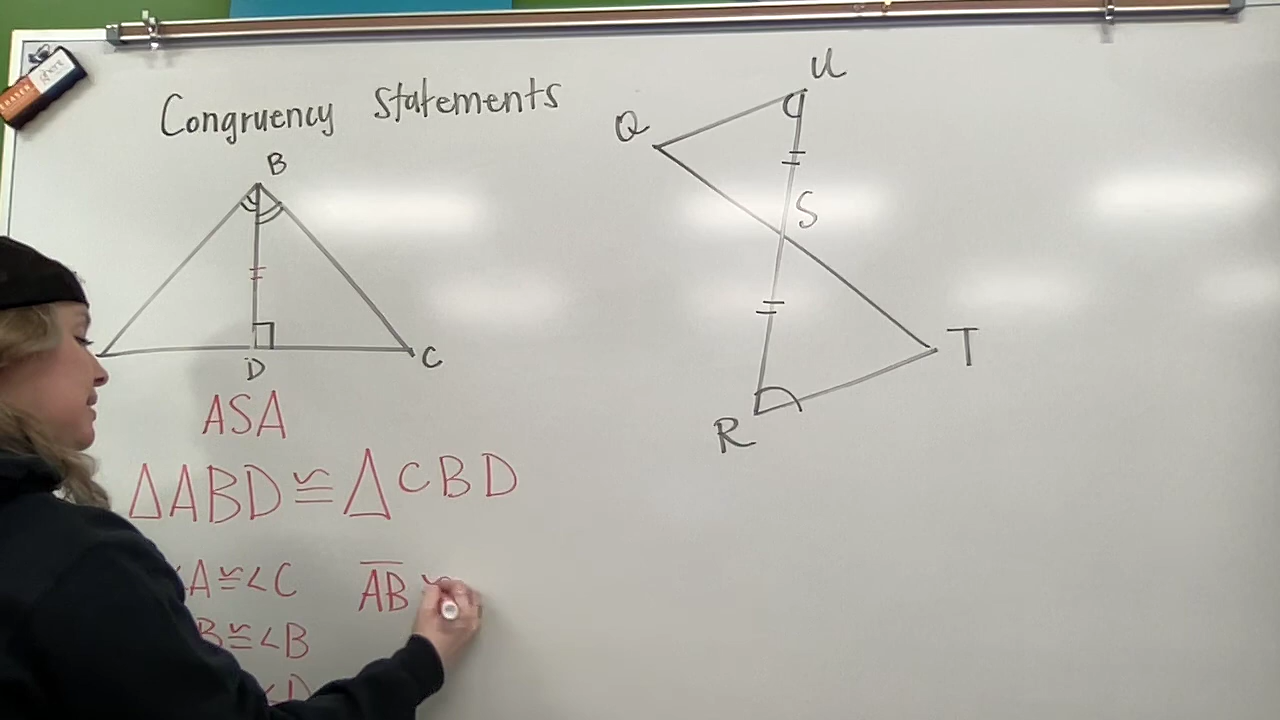 Congruency Statements
B
D
C
ASA
△ABD ≅ △CBD
A ≅ <C
B ≅ <B
<D
AB ≅
U
Q
S
T
R